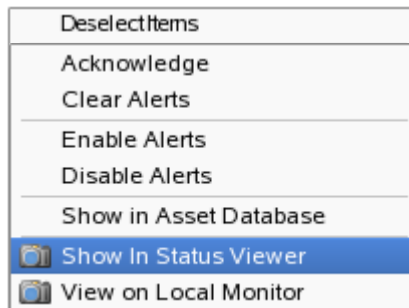 DeselectItems
Acknowledge
Clear Alerts
Enable Alerts
Disable Alerts
Show in Asset Database
Show In Status Viewer
View on Local Monitor